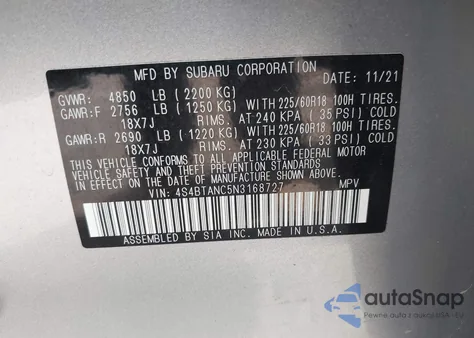 MFD BY SUBARU CORPORATION DATE: 11/21
GVWR: 4850 LB (2200 KG)
GAWR:F 2756 LB (1250 KG) WITH 225/60R18 100H TIRES.
18X7J RIMS. AT 240 KPA (35 PSI) COLD
GAWR:R 2690 LB (1220 KG) WITH 225/60R18 100H TIRES.
18X7J RIMS. AT 230 KPA (33 PSI) COLD
THIS VEHICLE CONFORMS TO ALL APPLICABLE FEDERAL MOTOR
VEHICLE SAFETY AND THEFT PREVENTION STANDARDS IN EFFECT ON THE
DATE OF MANUFACTURE SHOWN ABOVE.
VIN: 4S4BTANC5N3168727 MPV
ASSEMBLED BY SIA INC. MADE IN U.S.A.
autoSnap
Pewne auta z aukcji USA